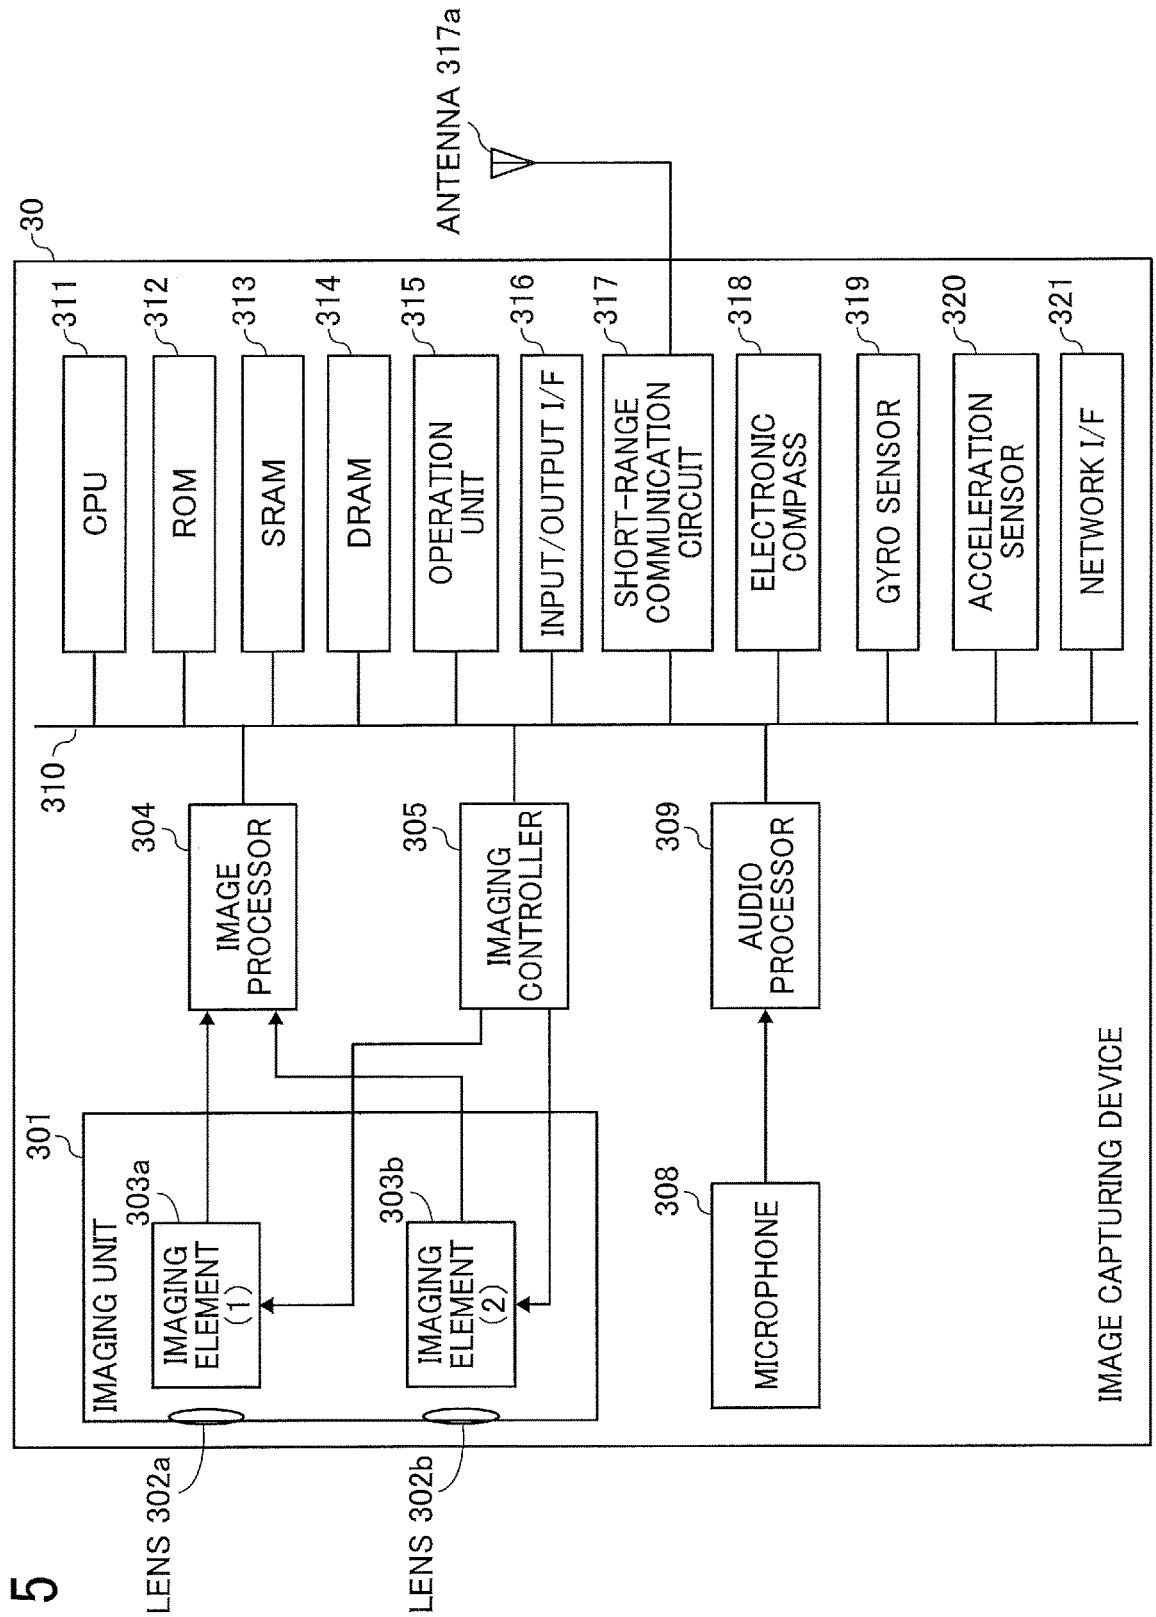 5
30
IMAGING UNIT
301
LENS 302a
IMAGING
ELEMENT
(1)
303a
LENS 302b
IMAGING
ELEMENT
(2)
303b
IMAGE
PROCESSOR
304
IMAGING
CONTROLLER
305
MICROPHONE
308
AUDIO
PROCESSOR
309
310
CPU
311
ROM
312
SRAM
313
DRAM
314
OPERATION
UNIT
315
INPUT/OUTPUT I/F
316
SHORT-RANGE
COMMUNICATION
CIRCUIT
317
ANTENNA 317a
ELECTRONIC
COMPASS
318
GYRO SENSOR
319
ACCELERATION
SENSOR
320
NETWORK I/F
321
IMAGE CAPTURING DEVICE